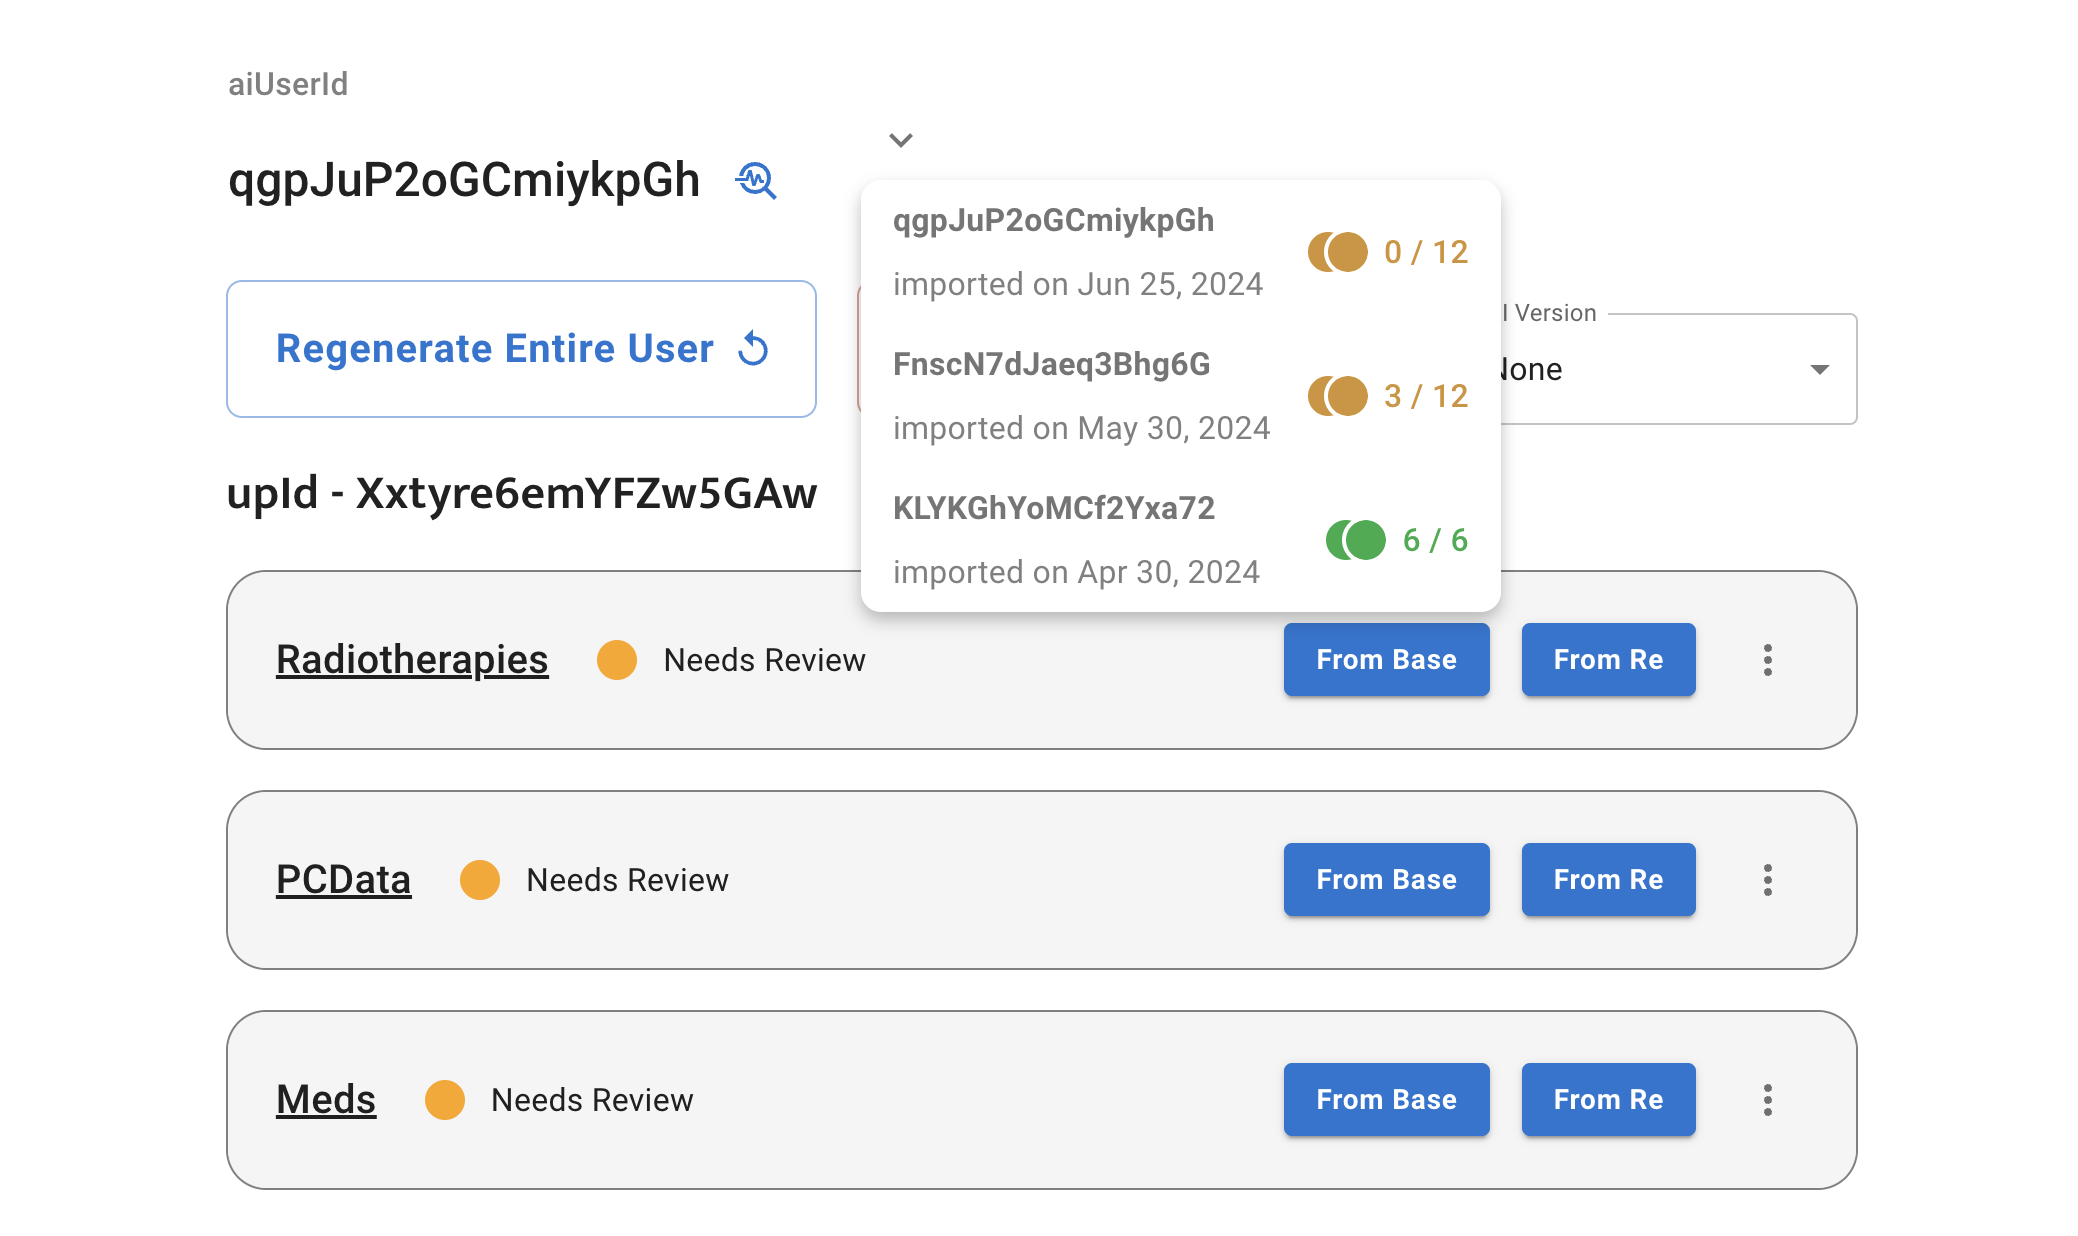 aiUserId
qgpJuP2oGCmiykpGh
qgpJuP2oGCmiykpGh
0 / 12
imported on Jun 25, 2024
FnscN7dJaeq3Bhg6G
3 / 12
imported on May 30, 2024
KLYKGhYoMCf2Yxa72
6 / 6
imported on Apr 30, 2024
Regenerate Entire User
Version
None
upId - Xxtyre6emYFZw5GAw
Radiotherapies Needs Review From Base From Re
PCData Needs Review From Base From Re
Meds Needs Review From Base From Re